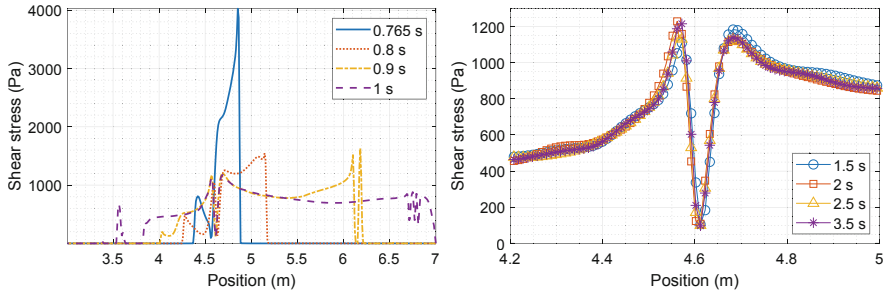 4000
3000
2000
1000
Shear stress (Pa)
3.5 4 4.5 5 5.5 6 6.5 7
Position (m)
0.765 s
0.8 s
0.9 s
1 s
1200
1000
800
600
400
200
0
Shear stress (Pa)
4.2 4.4 4.6 4.8 5
Position (m)
1.5 s
2 s
2.5 s
3.5 s